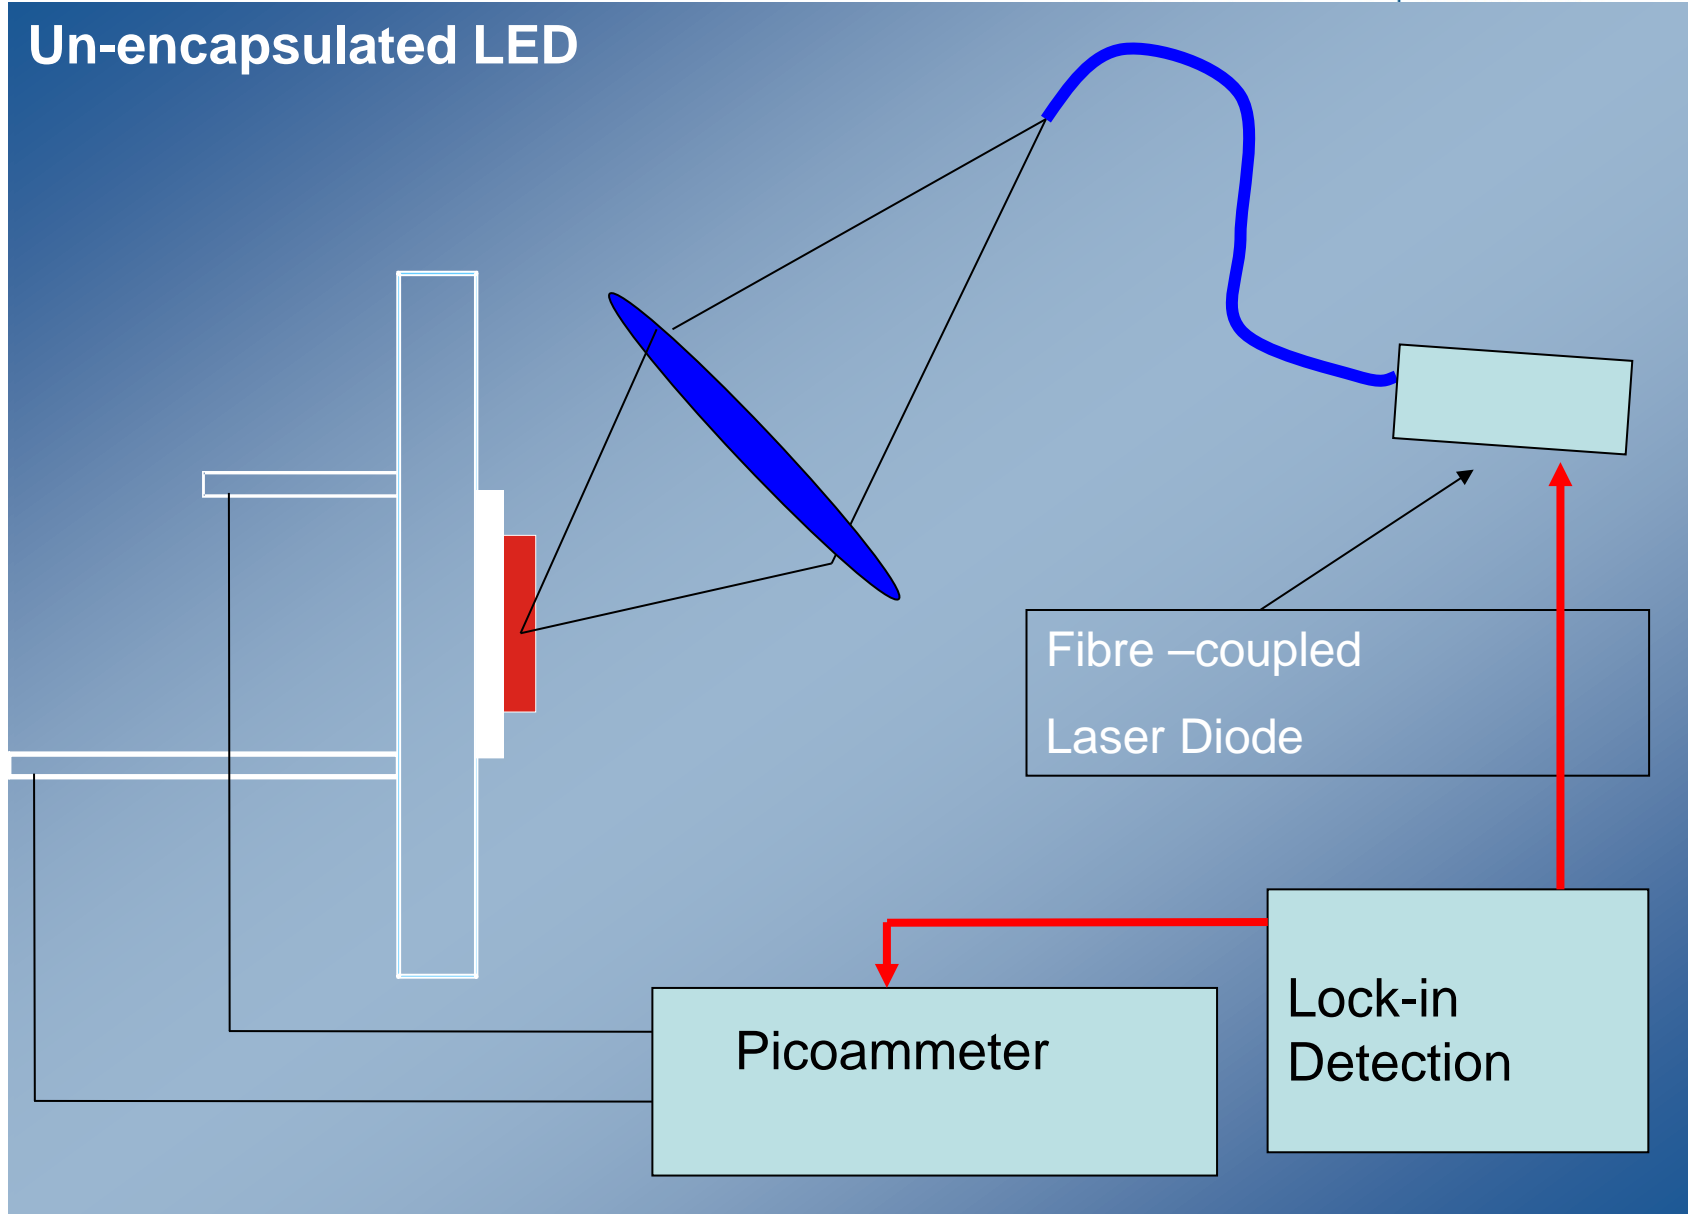 Un-encapsulated LED
Fibre –coupled
Laser Diode
Lock-in
Detection
Picoammeter